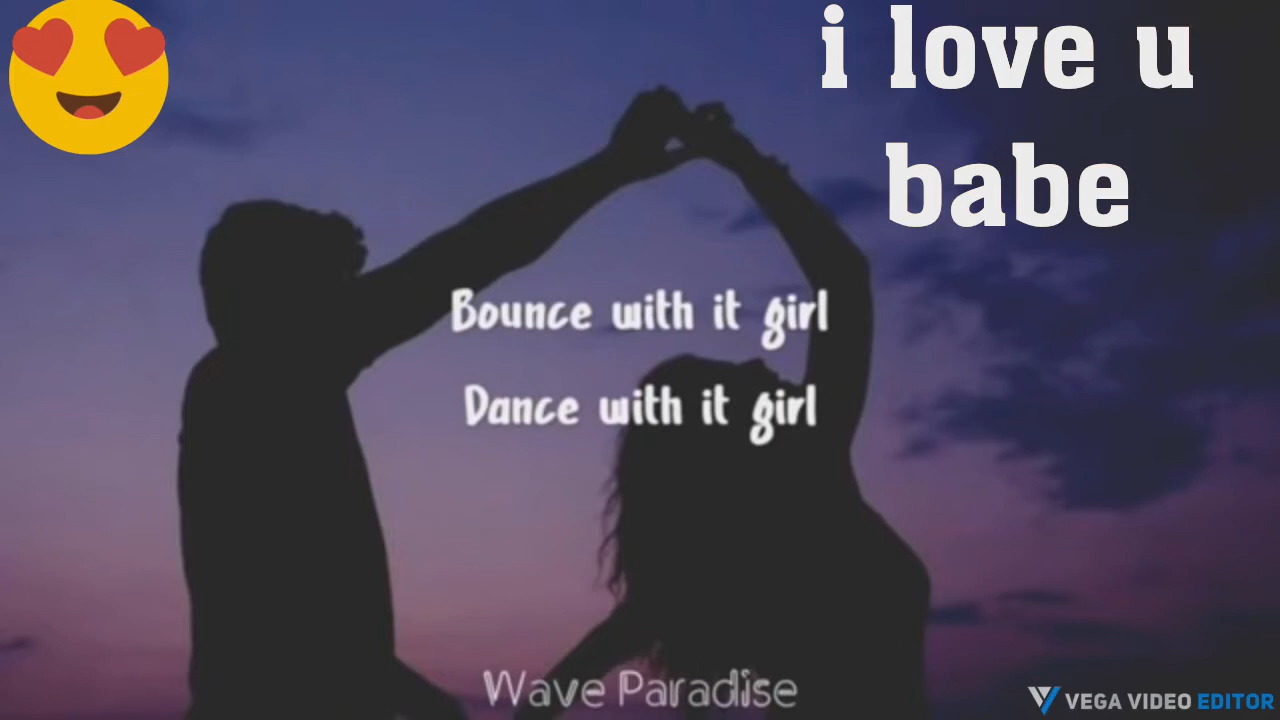 i love u
babe
Bounce with it girl
Dance with it girl
Wave Paradise
VEGA VIDEO EDITOR